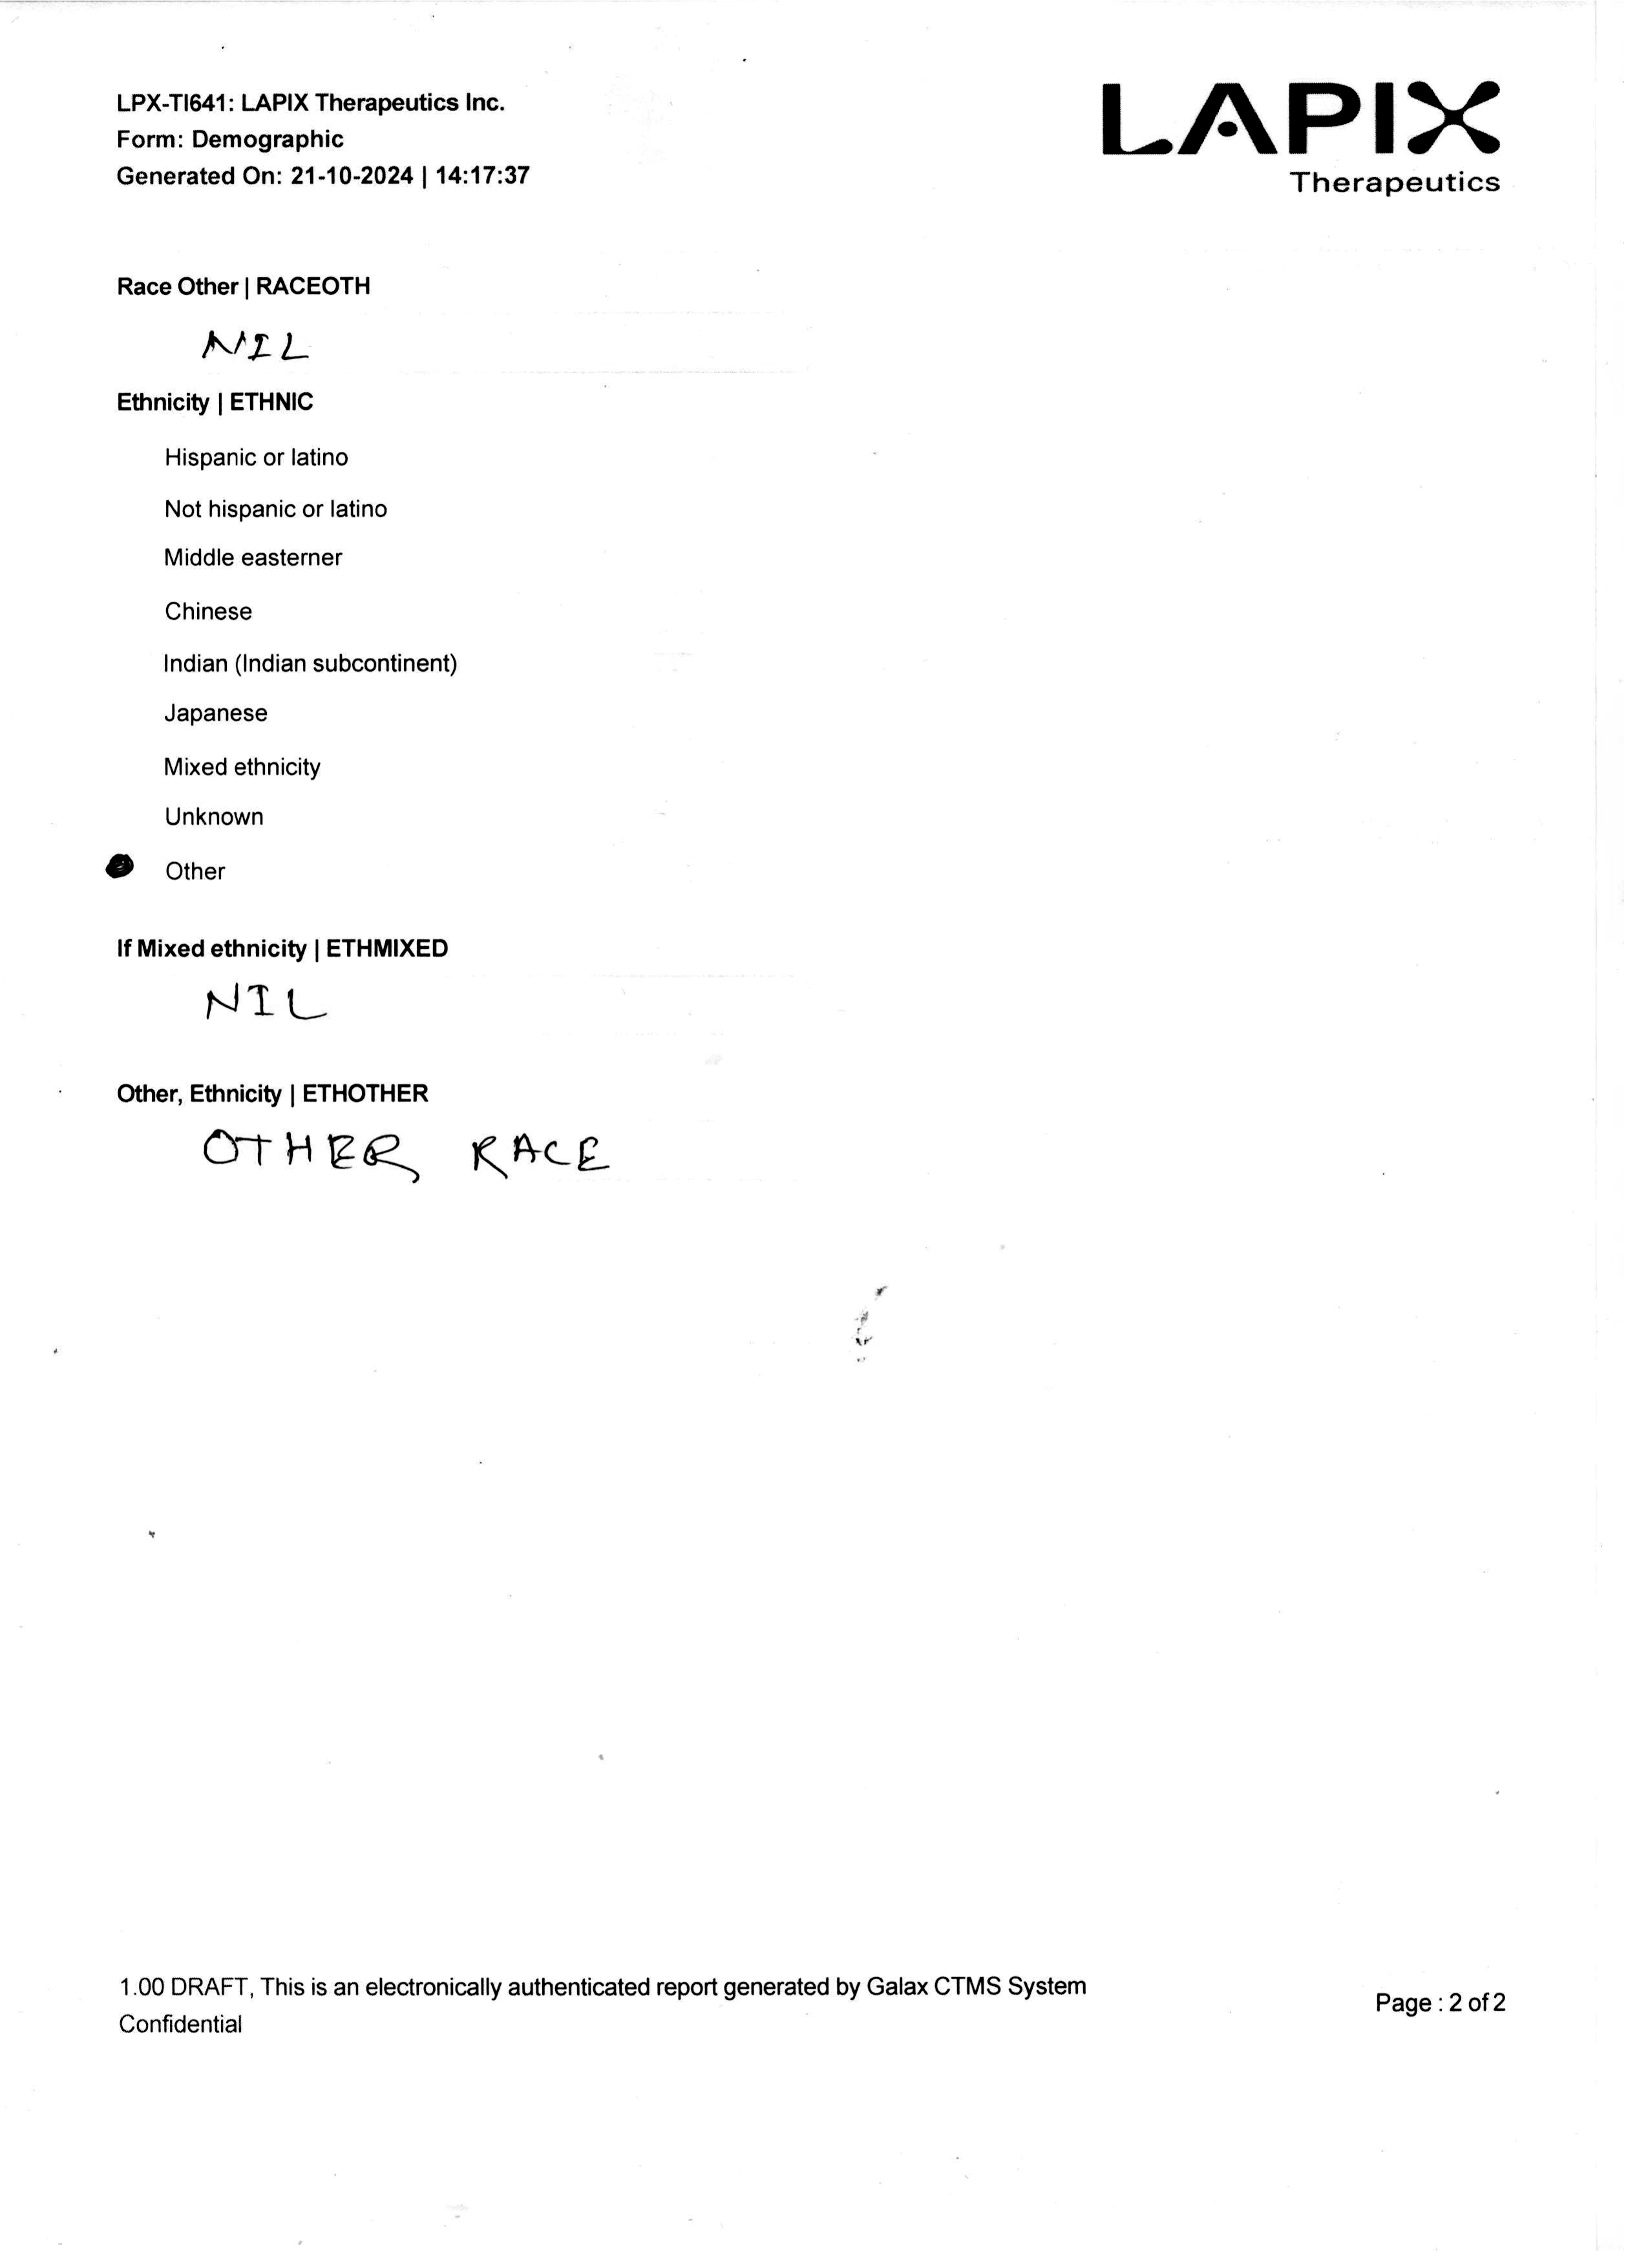 LPX-TI641: LAPIX Therapeutics Inc.
Form: Demographic
Generated On: 21-10-2024 | 14:17:37
LAPIX
Therapeutics
Race Other | RACEOTH
NIL
Ethnicity | ETHNIC
Hispanic or latino
Not hispanic or latino
Middle easterner
Chinese
Indian (Indian subcontinent)
Japanese
Mixed ethnicity
Unknown
Other
If Mixed ethnicity | ETHMIXED
NIL
Other, Ethnicity | ETHOTHER
OTHER RACE
1.00 DRAFT, This is an electronically authenticated report generated by Galax CTMS System
Confidential
Page : 2 of 2